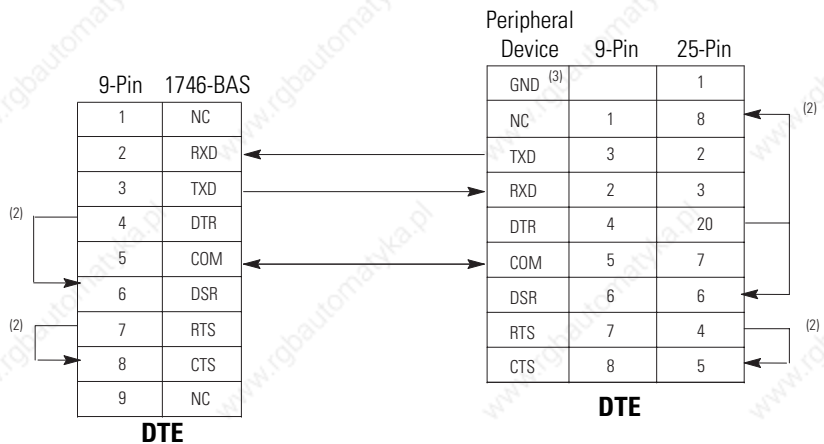 9-Pin 1746-BAS
1 NC
2 RXD
3 TXD
4 DTR
5 COM
6 DSR
7 RTS
8 CTS
9 NC
(2)
(2)
DTE
Peripheral
Device 9-Pin 25-Pin
GND (3) 1
NC 1 8
TXD 3 2
RXD 2 3
DTR 4 20
COM 5 7
DSR 6 6
RTS 7 4
CTS 8 5
(2)
(2)
DTE
www.rgbautomatyka.pl